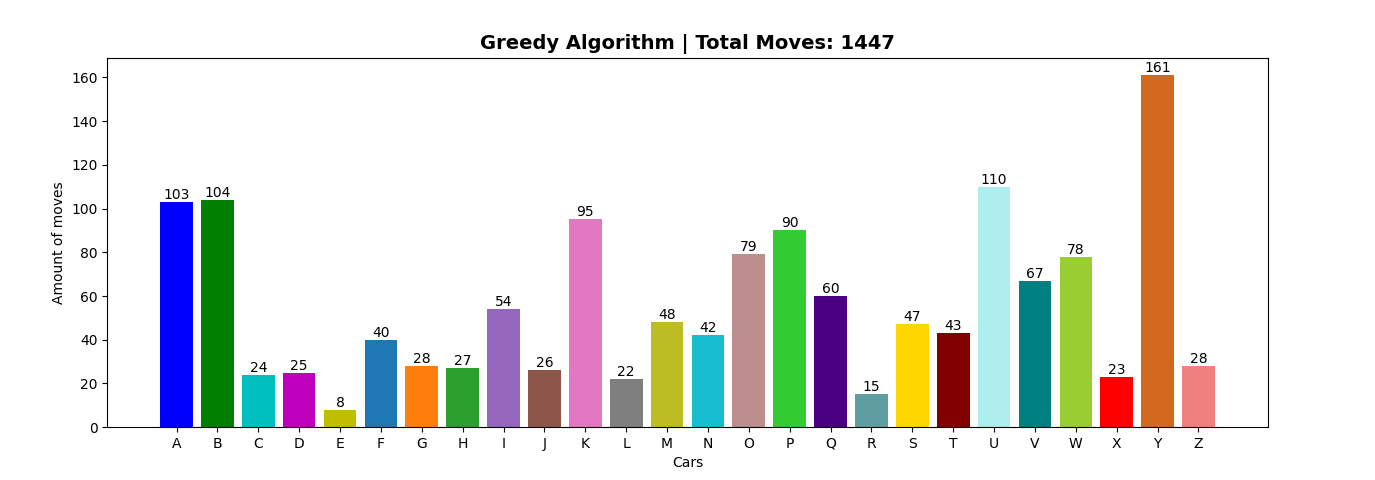 Greedy Algorithm | Total Moves: 1447
160
140
120
100
80
60
40
20
0
Amount of moves
103 104 24 25 8 40 28 27 54 26 95 22 48 42 79 90 60 15 47 43 110 67 78 23 161 28
A B C D E F G H I J K L M N O P Q R S T U V W X Y Z
Cars